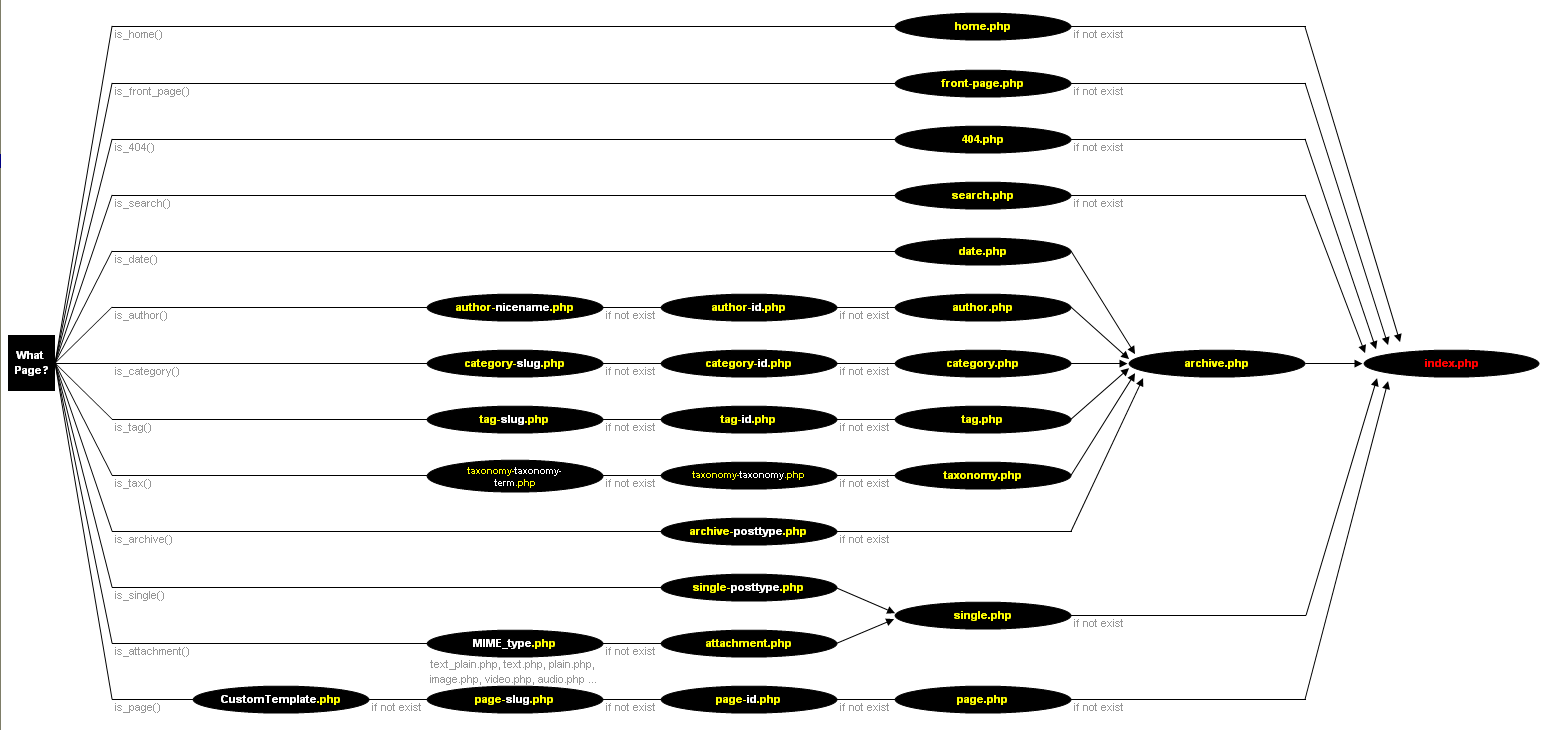 home.php
is_home()
if not exist
front-page.php
is_front_page()
if not exist
404.php
is_404()
if not exist
search.php
is_search()
if not exist
date.php
is_date()
author-nicename.php
author-id.php
author.php
is_author()
if not exist
if not exist
What
Page?
category-slug.php
category-id.php
category.php
archive.php
index.php
is_category()
if not exist
if not exist
tag-slug.php
tag-id.php
tag.php
is_tag()
if not exist
if not exist
taxonomy-taxonomy-
term.php
taxonomy-taxonomy.php
taxonomy.php
is_tax()
if not exist
if not exist
archive-posttype.php
is_archive()
if not exist
single-posttype.php
is_single()
single.php
if not exist
MIME_type.php
attachment.php
is_attachment()
if not exist
text_plain.php, text.php, plain.php,
image.php, video.php, audio.php ...
CustomTemplate.php
page-slug.php
page-id.php
page.php
is_page()
if not exist
if not exist
if not exist
if not exist